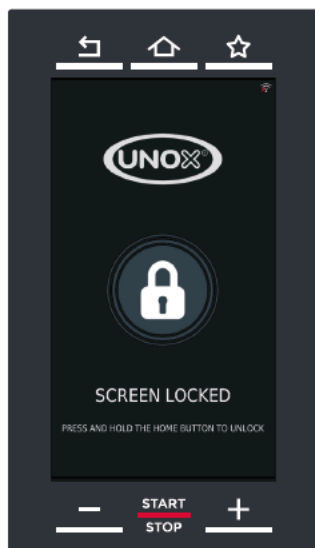 UNOX
SCREEN LOCKED
PRESS AND HOLD THE HOME BUTTON TO UNLOCK
START
STOP